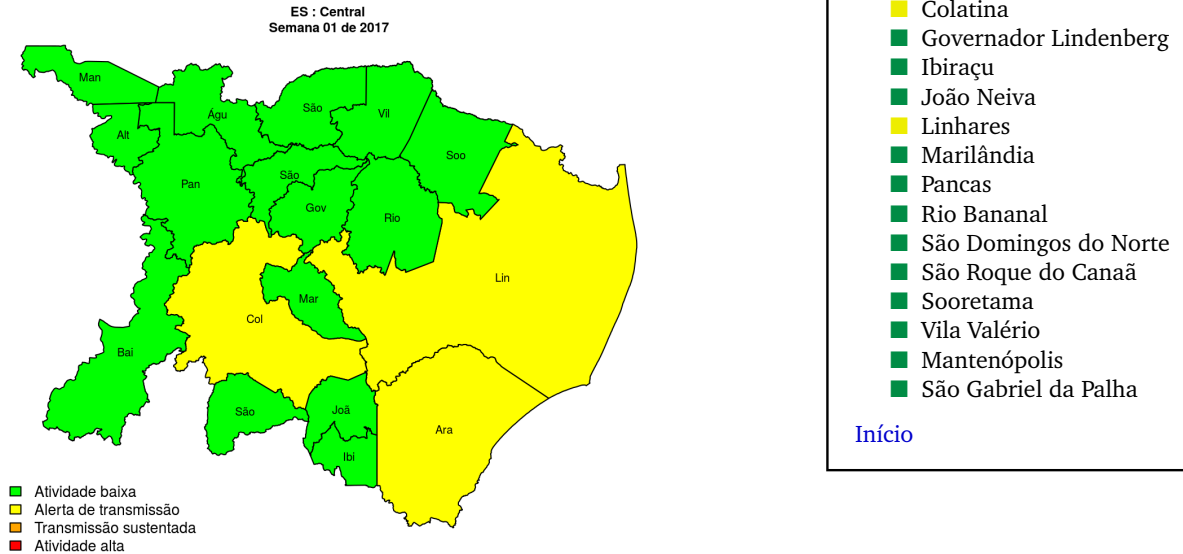 ES : Central
Semana 01 de 2017
Man
Águ
São
Vil
Alt
Soo
São
Pan
Gov
Rio
Lin
Mar
Col
Bai
São
Joã
Ara
Ibi
Atividade baixa
Alerta de transmissão
Transmissão sustentada
Atividade alta
Colatina
Governador Lindenberg
Ibiraçu
João Neiva
Linhares
Marilândia
Pancas
Rio Bananal
São Domingos do Norte
São Roque do Canaã
Sooretama
Vila Valério
Mantenópolis
São Gabriel da Palha
Início